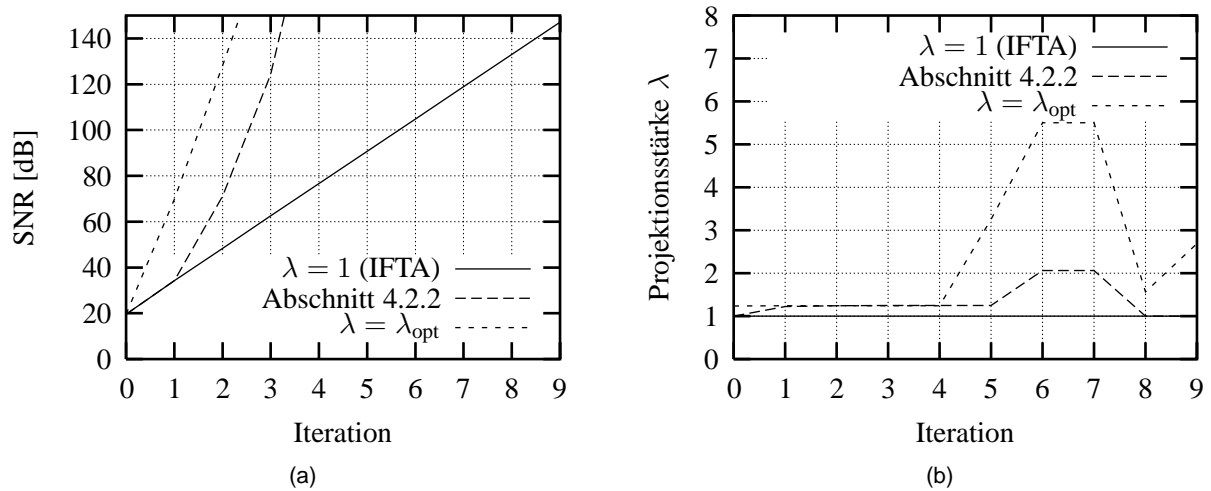 140
120
100
80
60
40
20
0
SNR [dB]
λ = 1 (IFTA)
Abschnitt 4.2.2
λ = λopt
0 1 2 3 4 5 6 7 8 9
Iteration
(a)
8
7
6
5
4
3
2
1
0
Projektionsstärke λ
λ = 1 (IFTA)
Abschnitt 4.2.2
λ = λopt
0 1 2 3 4 5 6 7 8 9
Iteration
(b)